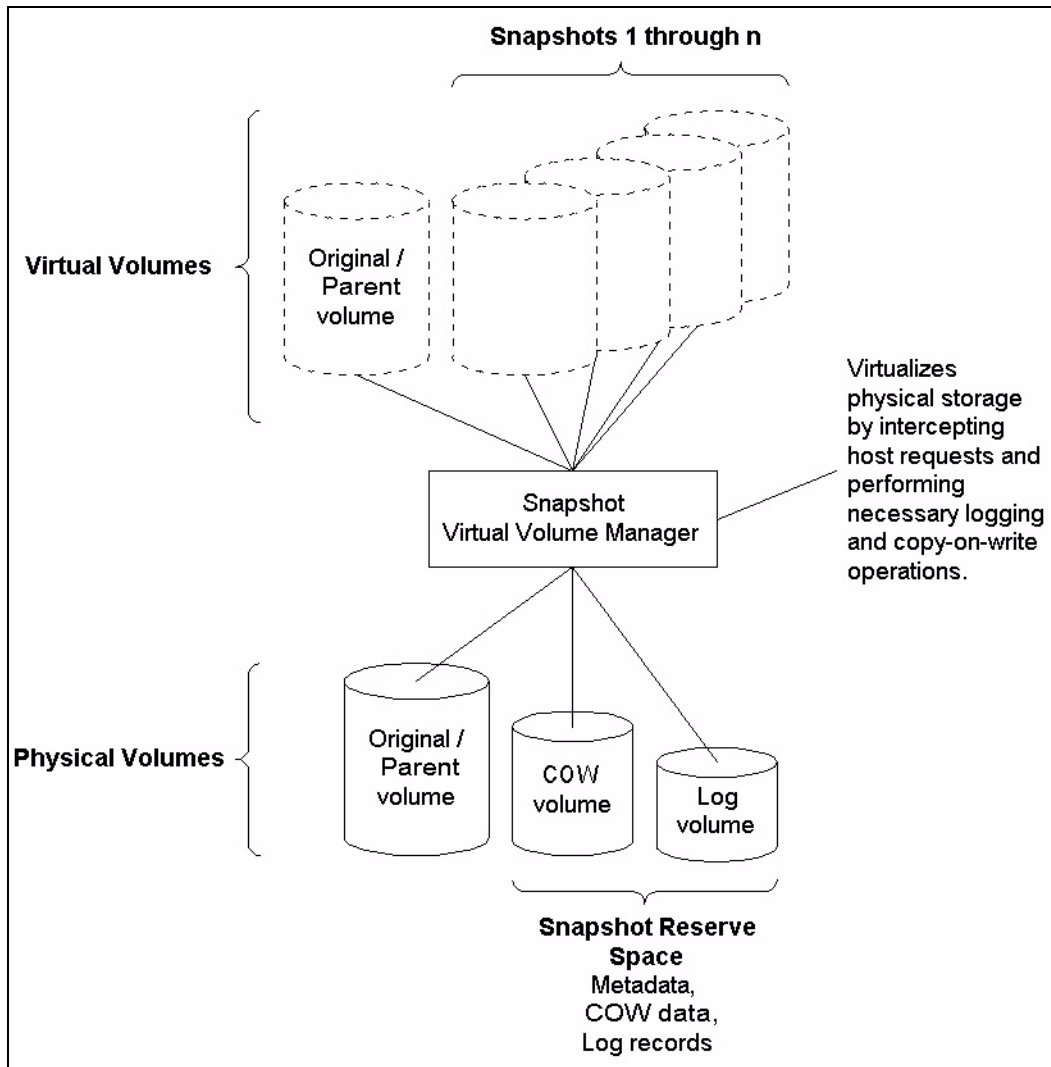 Snapshots 1 through n
Virtual Volumes
Original /
Parent
volume
Virtualizes
physical storage
by intercepting
host requests and
performing
necessary logging
and copy-on-write
operations.
Snapshot
Virtual Volume Manager
Physical Volumes
Original /
Parent
volume
COW
volume
Log
volume
Snapshot Reserve
Space
Metadata,
COW data,
Log records